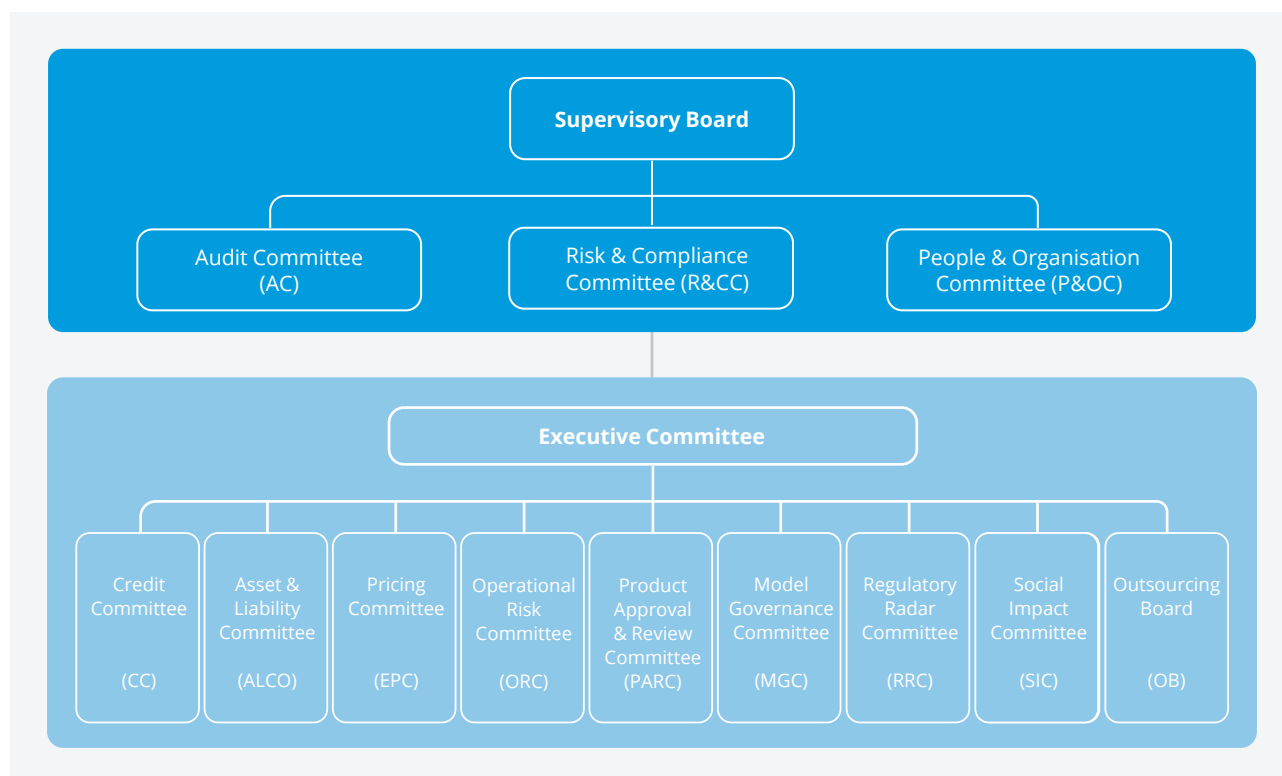 Supervisory Board
Audit Committee
(AC)
Risk & Compliance
Committee (R&CC)
People & Organisation
Committee (P&OC)
Executive Committee
Credit
Committee
(CC)
Asset &
Liability
Committee
(ALCO)
Pricing
Committee
(EPC)
Operational
Risk
Committee
(ORC)
Product
Approval
& Review
Committee
(PARC)
Model
Governance
Committee
(MGC)
Regulatory
Radar
Committee
(RRC)
Social
Impact
Committee
(SIC)
Outsourcing
Board
(OB)